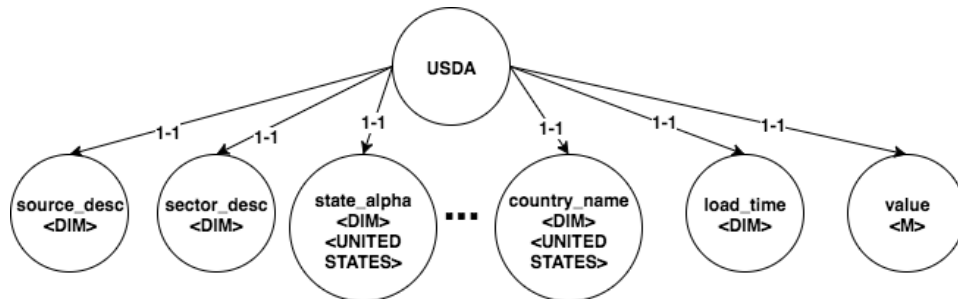 USDA
1-1
1-1
1-1
1-1
1-1
1-1
source_desc
<DIM>
sector_desc
<DIM>
state_alpha
<DIM>
<UNITED
STATES>
...
country_name
<DIM>
<UNITED
STATES>
load_time
<DIM>
value
<M>